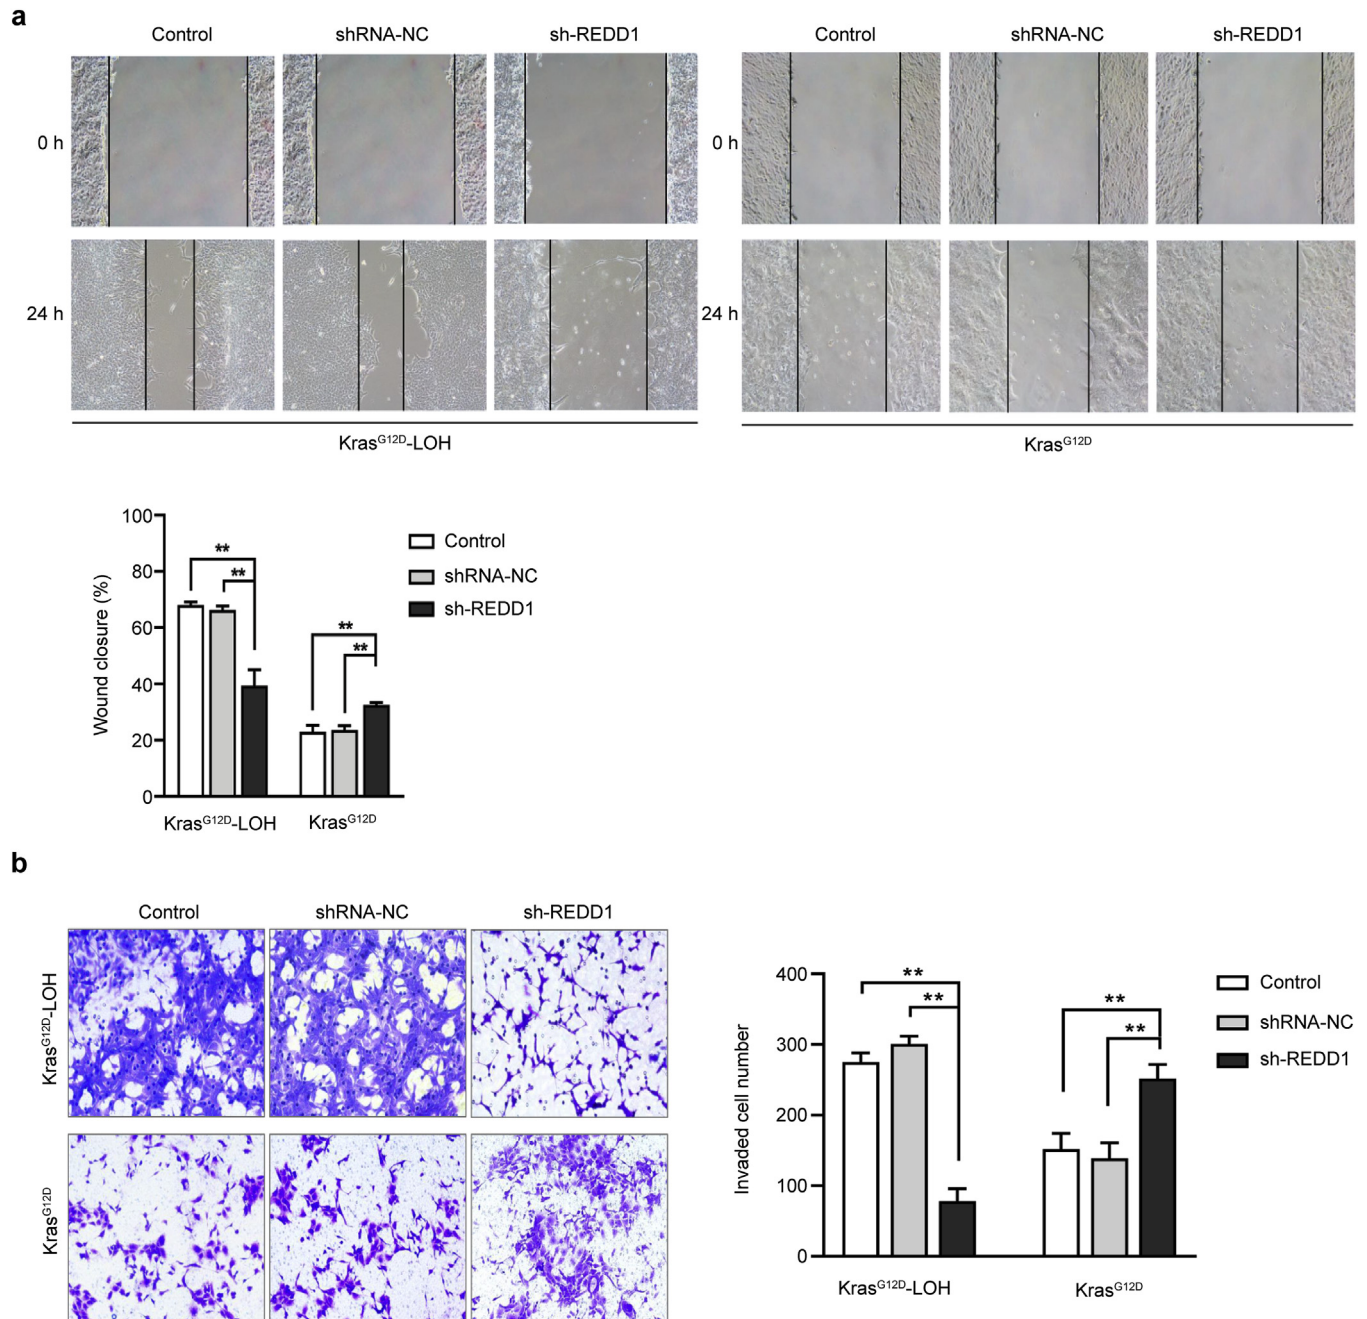 a
Control shRNA-NC sh-REDD1 Control shRNA-NC sh-REDD1
0 h 0 h
24 h 24 h
KrasG12D-LOH KrasG12D
100
80
60
40
20
0
Wound closure (%)
** ** ** **
Control
shRNA-NC
sh-REDD1
KrasG12D-LOH KrasG12D
b
Control shRNA-NC sh-REDD1
KrasG12D-LOH
KrasG12D
400
300
200
100
0
Invaded cell number
** ** ** **
Control
shRNA-NC
sh-REDD1
KrasG12D-LOH KrasG12D